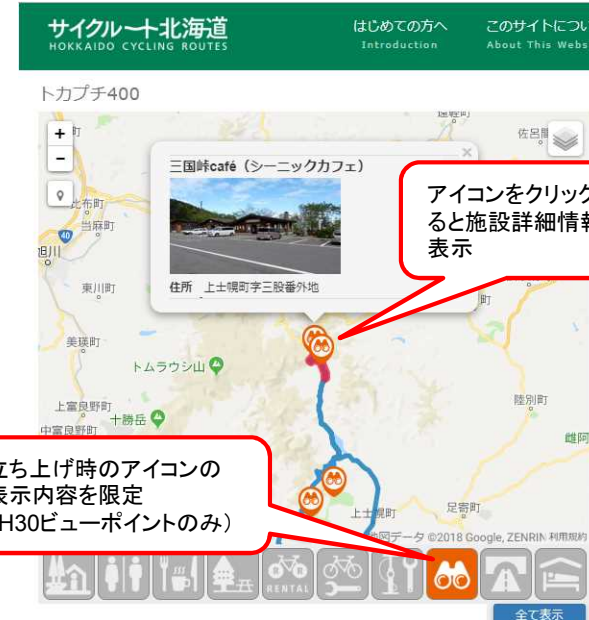 サイクルート北海道
HOKKAIDO CYCLING ROUTES
はじめての方へ
Introduction
このサイトについ
About This Webs
トカプチ400
+
-
三国峠café（シーニックカフェ）
×
住所 上士幌町字三股番外地
アイコンをクリック
ると施設詳細情報
表示
佐呂間
比布町
当麻町
40
旭川
東川町
美瑛町
トムラウシ山
上富良野町
十勝岳
中富良野町
陸別町
雌阿
足寄町
上士幌町
地図データ ©2018 Google, ZENRIN 利用規約
立ち上げ時のアイコンの
表示内容を限定
H30ビューポイントのみ）
RENTAL
全て表示